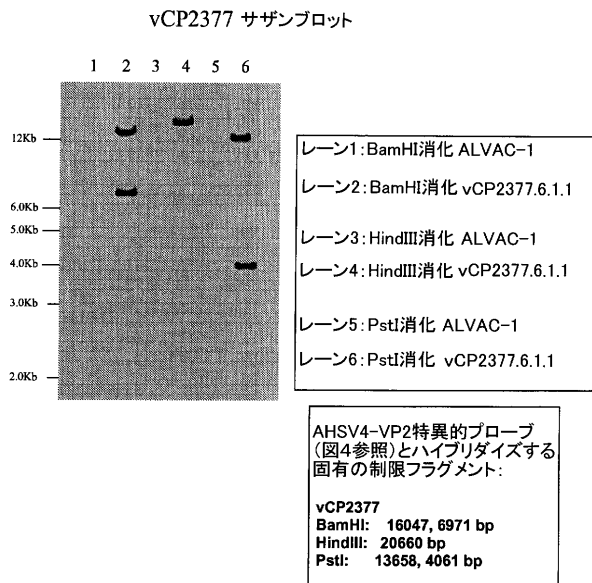 vCP2377 サザンブロット
1 2 3 4 5 6
12Kb
6.0Kb
5.0Kb
4.0Kb
3.0Kb
2.0Kb
レーン1:BamHI消化 ALVAC-1
レーン2:BamHI消化 vCP2377.6.1.1
レーン3:HindIII消化 ALVAC-1
レーン4:HindIII消化 vCP2377.6.1.1
レーン5:PstI消化 ALVAC-1
レーン6:PstI消化 vCP2377.6.1.1
AHSV4-VP2特異的プローブ
(図4参照)とハイブリダイズする
固有の制限フラグメント:
vCP2377
BamHI: 16047, 6971 bp
HindIII: 20660 bp
PstI: 13658, 4061 bp